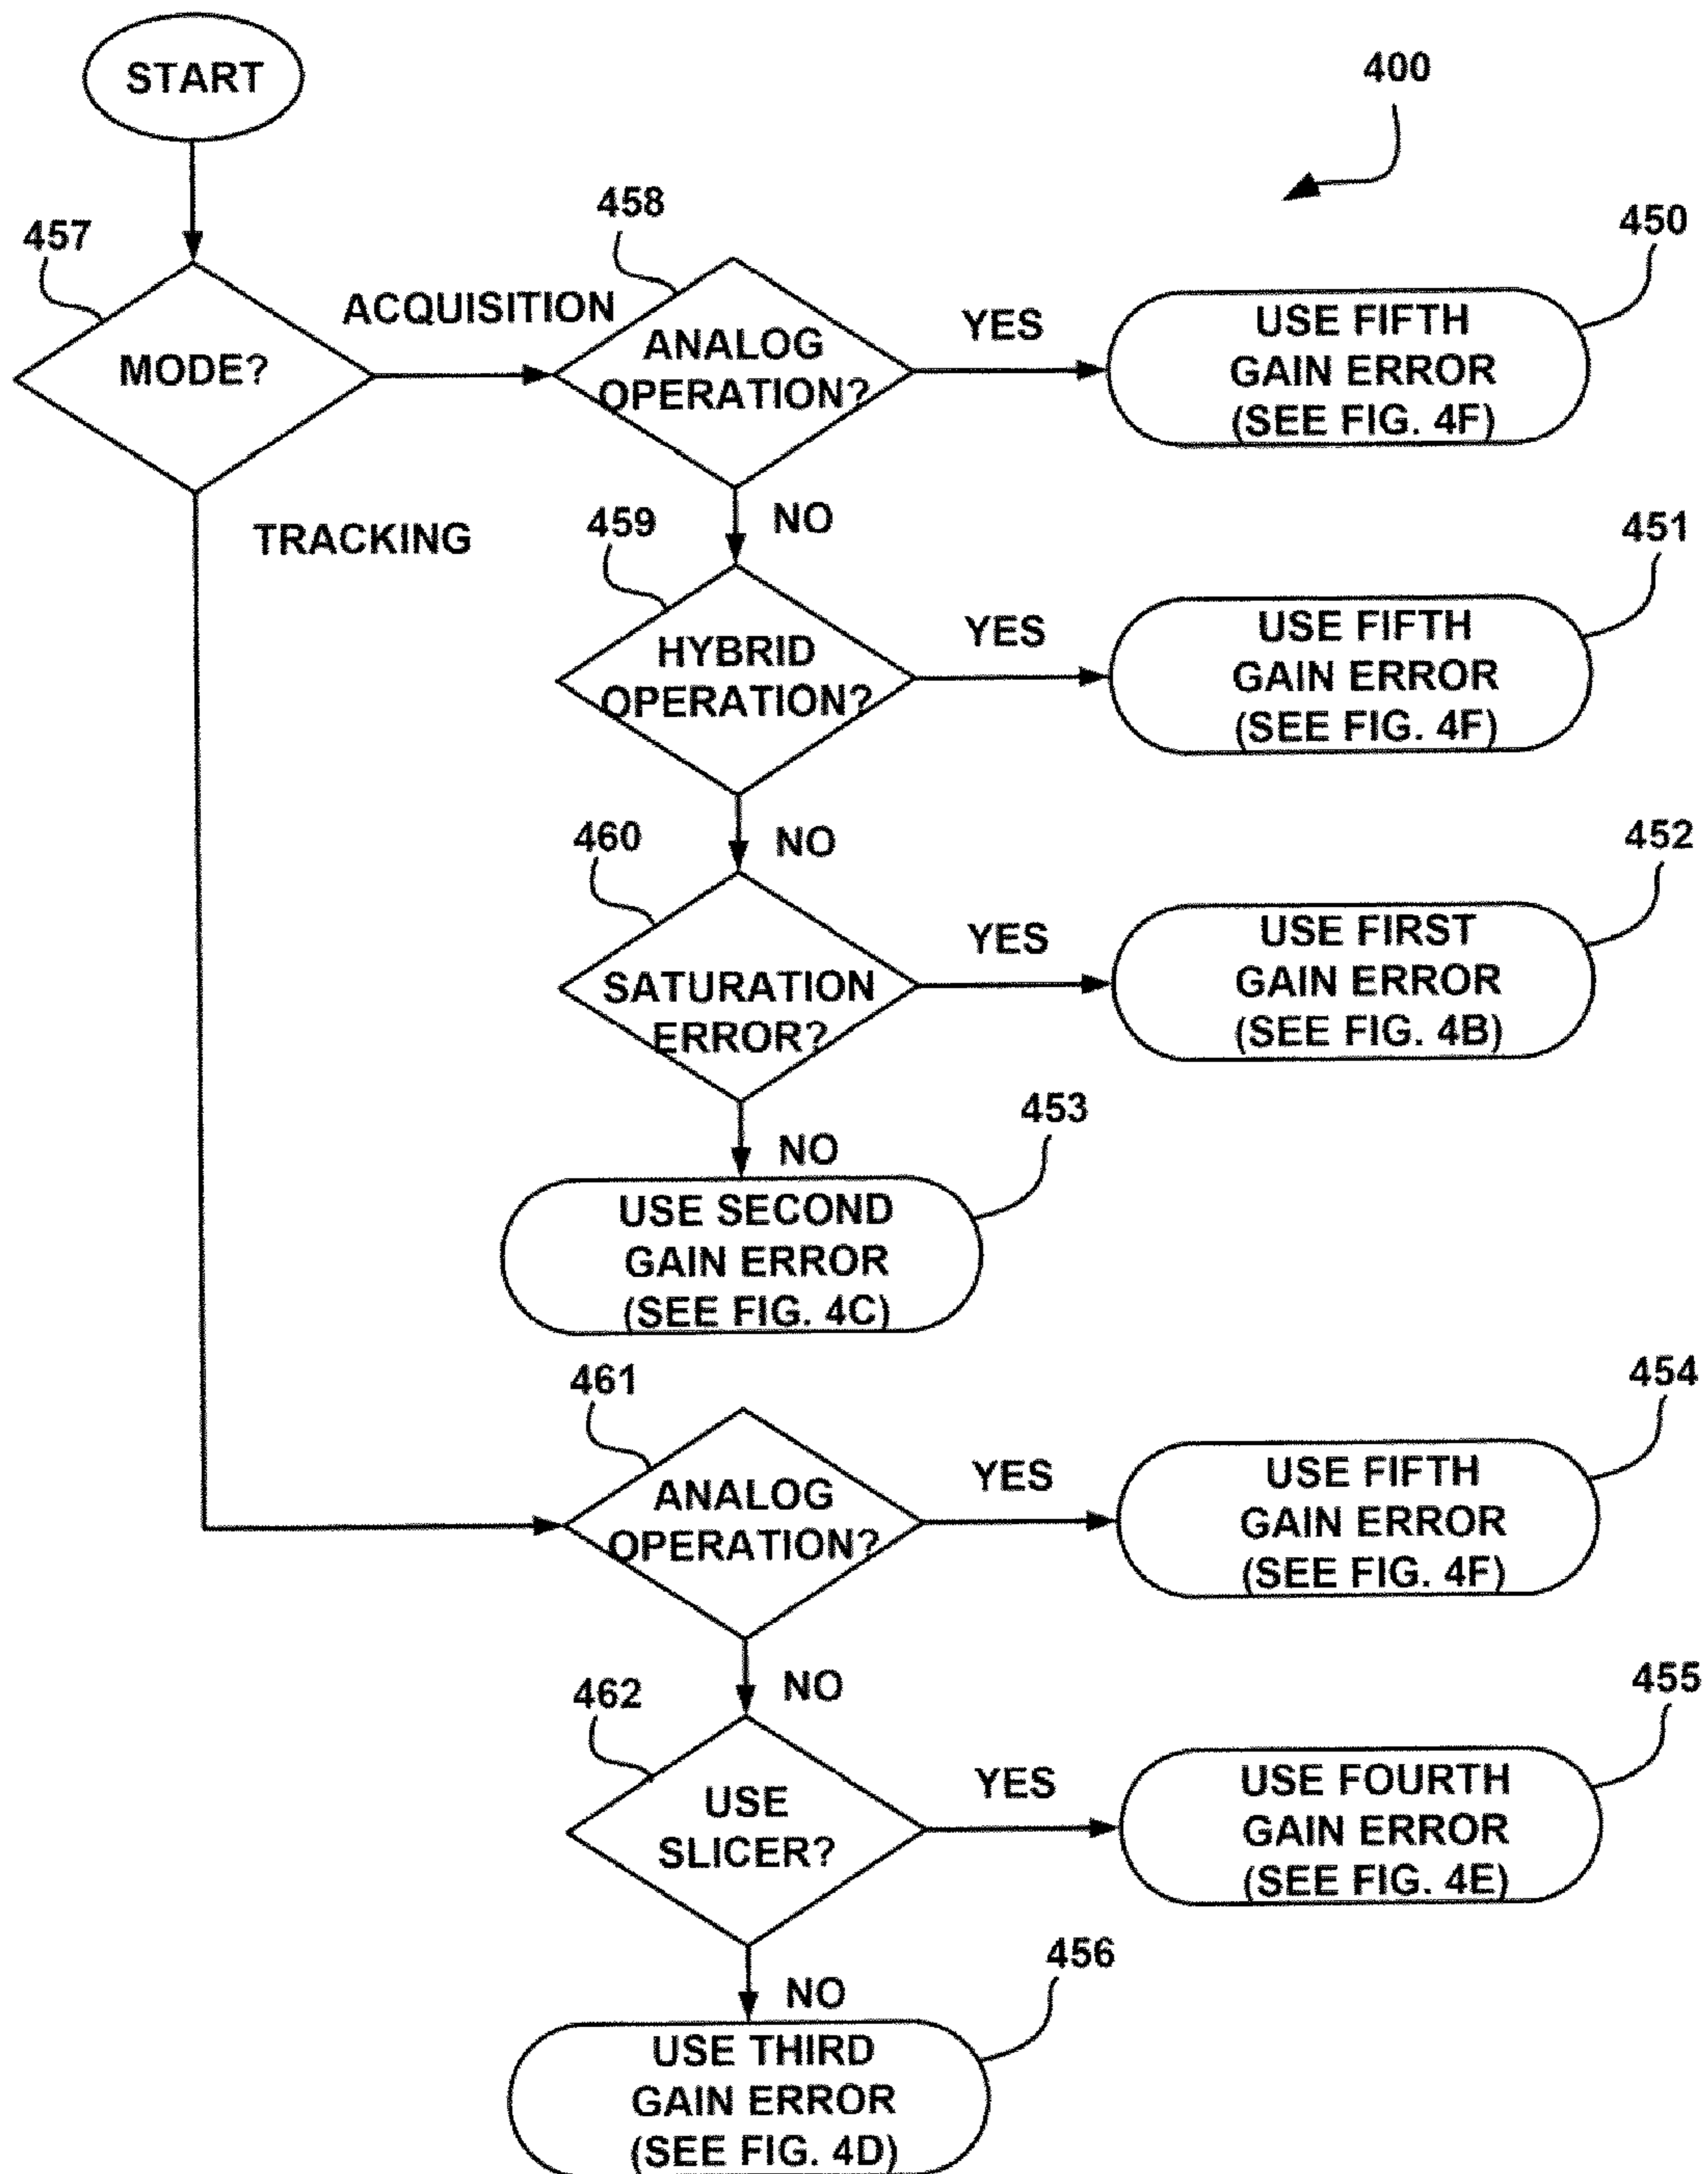 START
400
457
MODE?
ACQUISITION
TRACKING
458
ANALOG
OPERATION?
YES
450
USE FIFTH
GAIN ERROR
(SEE FIG. 4F)
NO
459
HYBRID
OPERATION?
YES
451
USE FIFTH
GAIN ERROR
(SEE FIG. 4F)
NO
460
SATURATION
ERROR?
YES
452
USE FIRST
GAIN ERROR
(SEE FIG. 4B)
NO
453
USE SECOND
GAIN ERROR
(SEE FIG. 4C)
461
ANALOG
OPERATION?
YES
454
USE FIFTH
GAIN ERROR
(SEE FIG. 4F)
NO
462
USE
SLICER?
YES
455
USE FOURTH
GAIN ERROR
(SEE FIG. 4E)
NO
456
USE THIRD
GAIN ERROR
(SEE FIG. 4D)